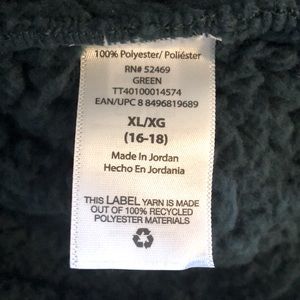 100% Polyester/ Poliéster
RN# 52469
GREEN
TT40100014574
EAN/UPC 8 8496819689
XL/XG
(16-18)
Made In Jordan
Hecho En Jordania
THIS LABEL YARN IS MADE
OUT OF 100% RECYCLED
POLYESTER MATERIALS